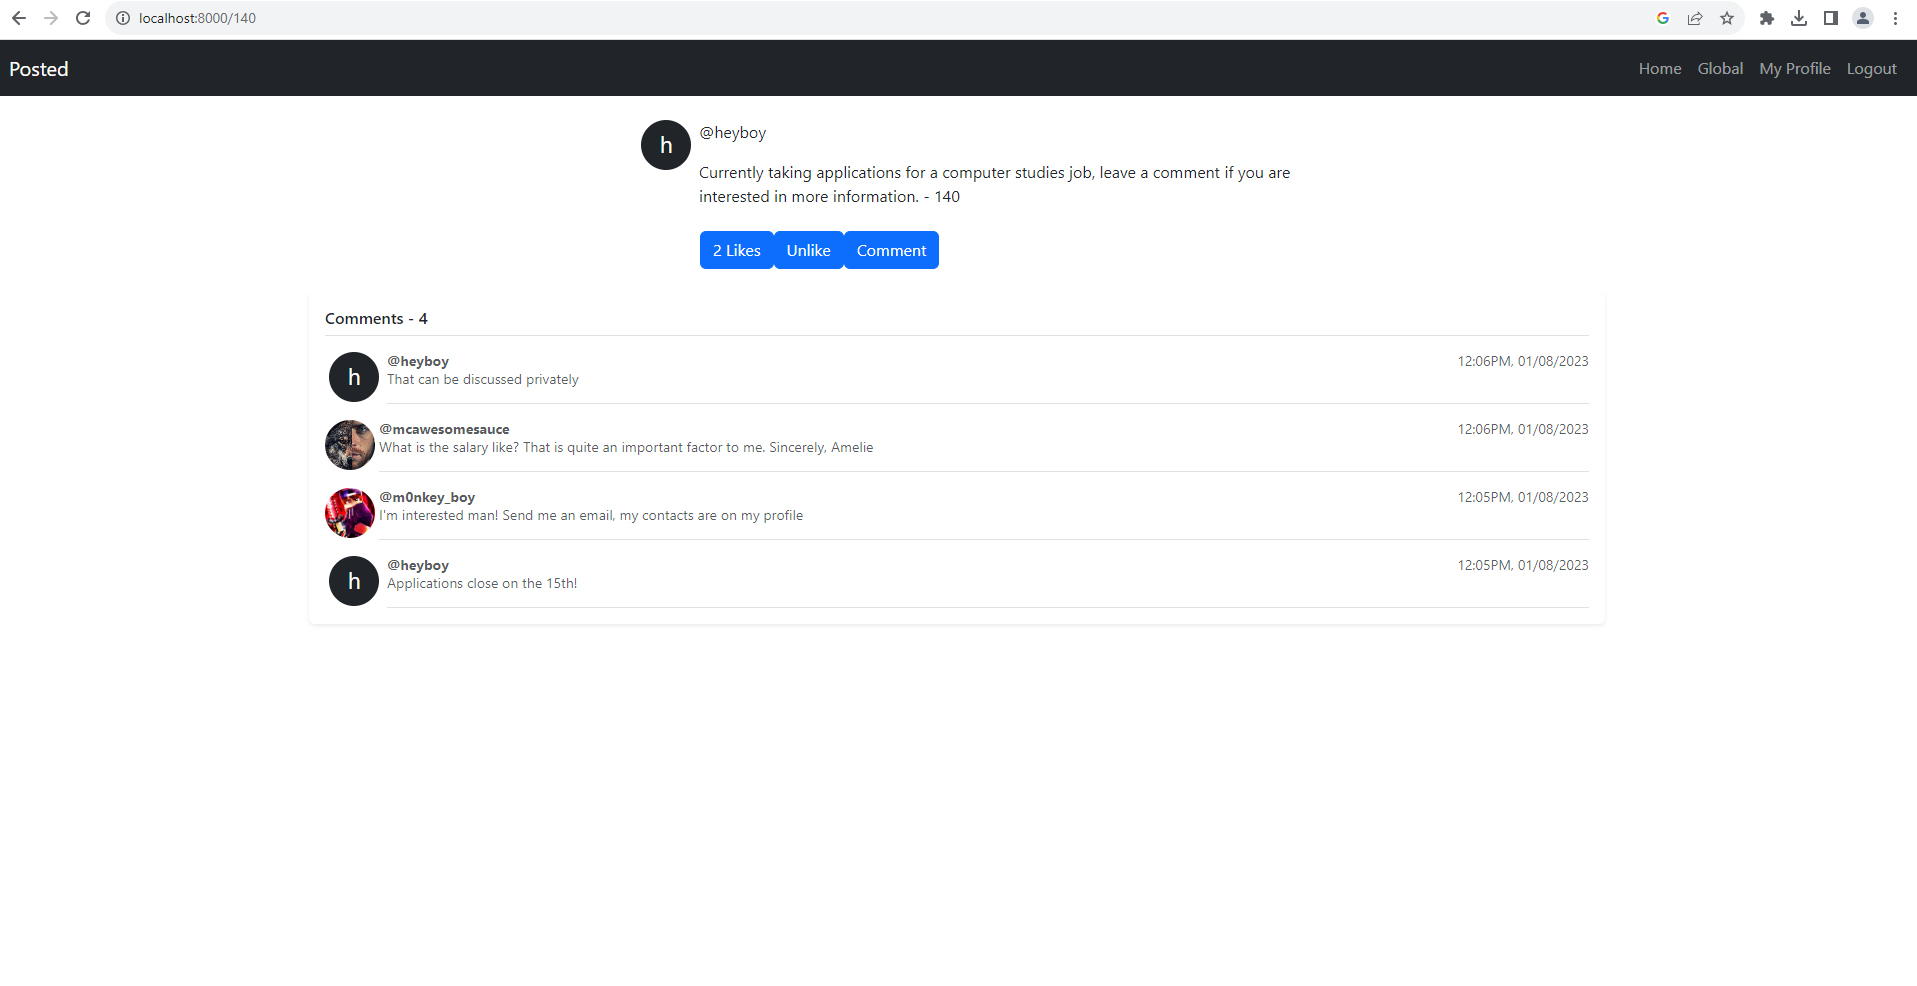 localhost:8000/140
Posted
Home Global My Profile Logout
h
@heyboy
Currently taking applications for a computer studies job, leave a comment if you are
interested in more information. - 140
2 Likes Unlike Comment
Comments - 4
h
@heyboy 12:06PM, 01/08/2023
That can be discussed privately
@mcawesomesauce 12:06PM, 01/08/2023
What is the salary like? That is quite an important factor to me. Sincerely, Amelie
@m0nkey_boy 12:05PM, 01/08/2023
I'm interested man! Send me an email, my contacts are on my profile
h
@heyboy 12:05PM, 01/08/2023
Applications close on the 15th!